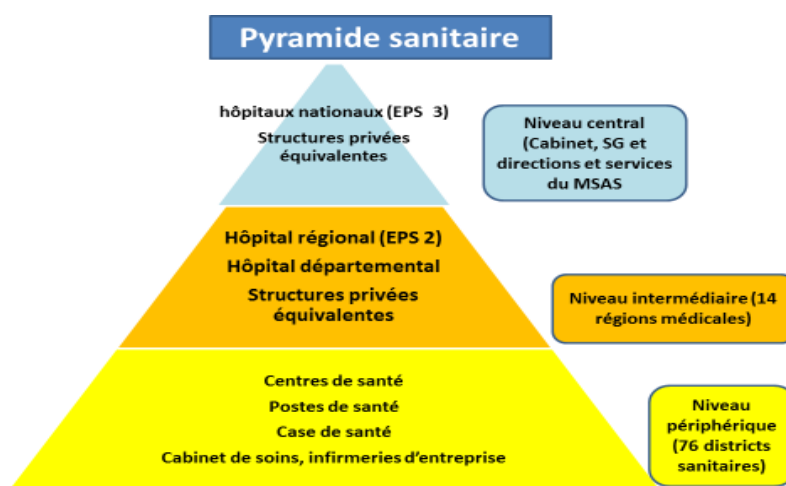 Pyramide sanitaire
hôpitaux nationaux (EPS 3)
Structures privées
équivalentes
Niveau central
(Cabinet, SG et
directions et services
du MSAS
Hôpital régional (EPS 2)
Hôpital départemental
Structures privées
équivalentes
Niveau intermédiaire (14
régions médicales)
Centres de santé
Postes de santé
Case de santé
Cabinet de soins, infirmeries d'entreprise
Niveau
périphérique
(76 districts
sanitaires)